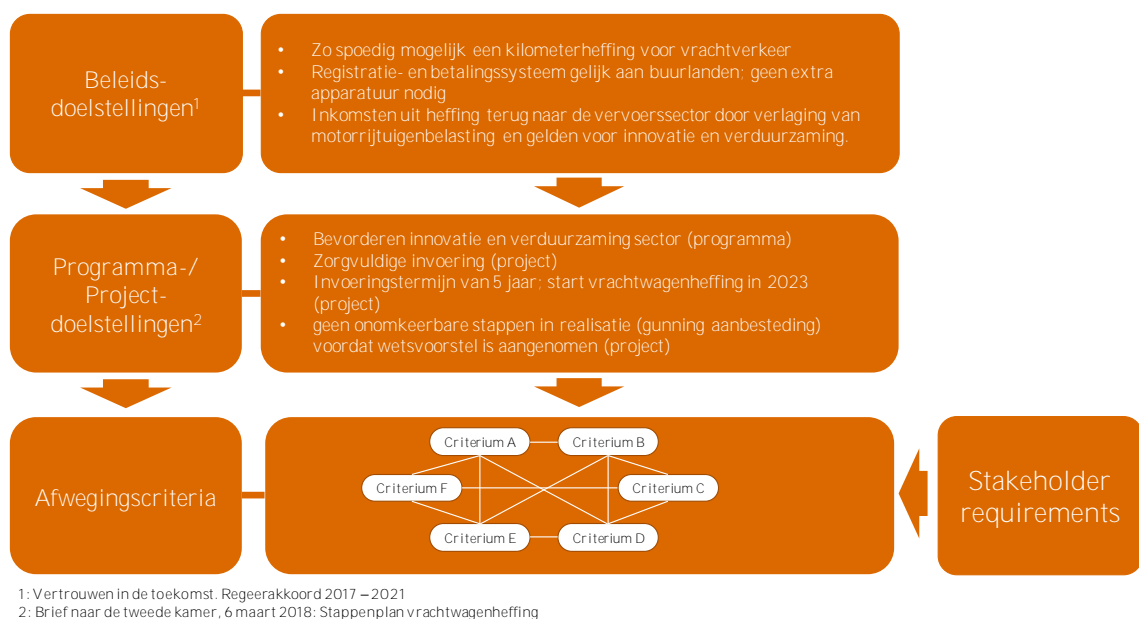 Beleids-
doelstellingen1
• Zo spoedig mogelijk een kilometerheffing voor vrachtverkeer
• Registratie- en betalingssysteem gelijk aan buurlanden; geen extra
apparatuur nodig
• Inkomsten uit heffing terug naar de vervoerssector door verlaging van
motorrijtuigenbelasting en gelden voor innovatie en verduurzaming.
Programma-/
Project-
doelstellingen2
• Bevorderen innovatie en verduurzaming sector (programma)
• Zorgvuldige invoering (project)
• Invoeringstermijn van 5 jaar; start vrachtwagenheffing in 2023
(project)
• geen onomkeerbare stappen in realisatie (gunning aanbesteding)
voordat wetsvoorstel is aangenomen (project)
Afwegingscriteria
Criterium A
Criterium B
Criterium F
Criterium C
Criterium E
Criterium D
Stakeholder
requirements
1: Vertrouwen in de toekomst. Regeerakkoord 2017 – 2021
2: Brief naar de tweede kamer, 6 maart 2018: Stappenplan vrachtwagenheffing